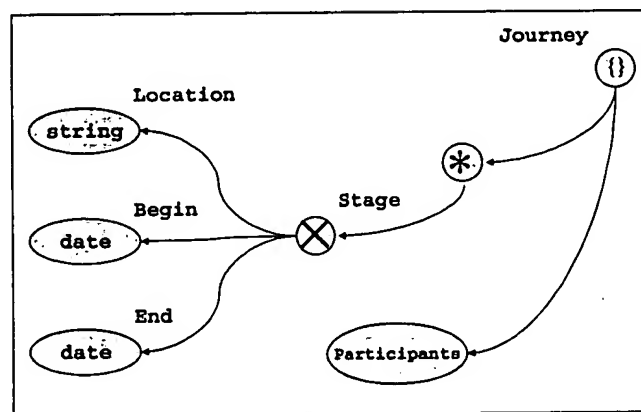 Journey
{}
Location
string
*
Stage
Begin
date
End
date
Participants